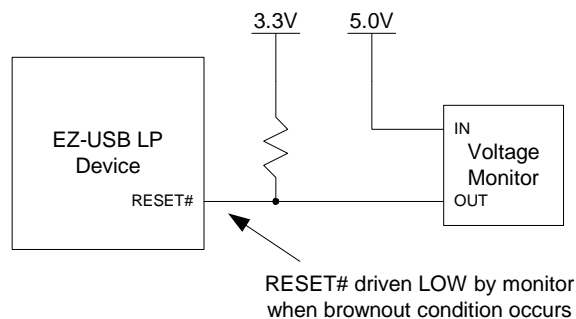 3.3V
5.0V
EZ-USB LP
Device
RESET#
IN
Voltage
Monitor
OUT
RESET# driven LOW by monitor
when brownout condition occurs